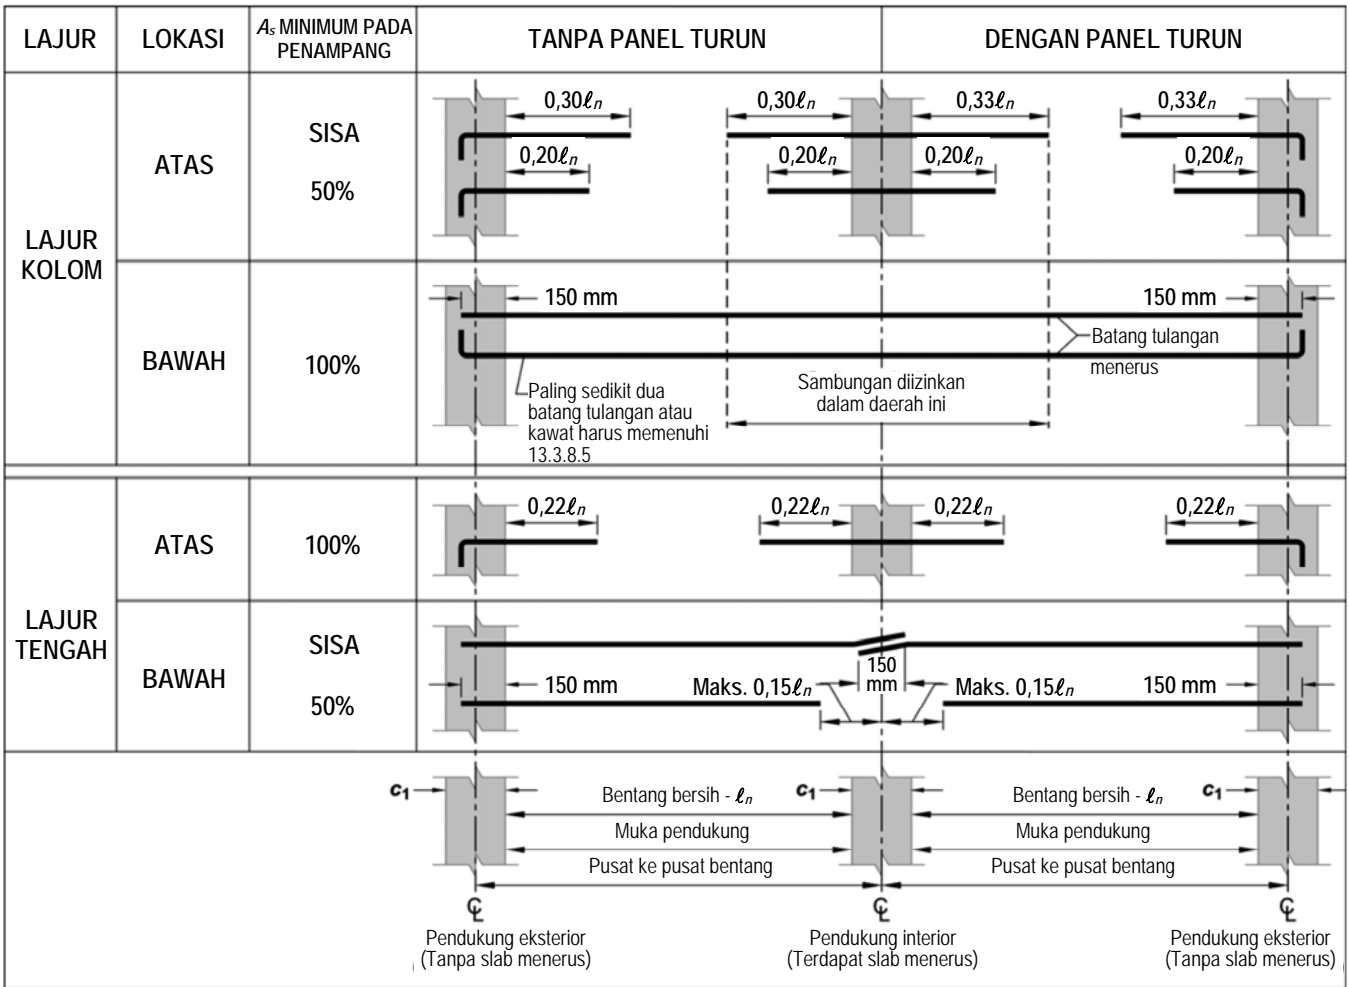 LAJUR
LOKASI
As MINIMUM PADA
PENAMPANG
TANPA PANEL TURUN
DENGAN PANEL TURUN
LAJUR
KOLOM
ATAS
SISA
50%
0,30ℓn
0,30ℓn
0,33ℓn
0,33ℓn
0,20ℓn
0,20ℓn
0,20ℓn
0,20ℓn
BAWAH
100%
150 mm
150 mm
Batang tulangan
menerus
Paling sedikit dua
batang tulangan atau
kawat harus memenuhi
13.3.8.5
Sambungan diizinkan
dalam daerah ini
LAJUR
TENGAH
ATAS
100%
0,22ℓn
0,22ℓn
0,22ℓn
0,22ℓn
BAWAH
SISA
50%
150 mm
Maks. 0,15ℓn
150
mm
Maks. 0,15ℓn
150 mm
c1
Bentang bersih - ℓn
c1
Bentang bersih - ℓn
c1
Muka pendukung
Muka pendukung
Pusat ke pusat bentang
Pusat ke pusat bentang
℄
℄
℄
Pendukung eksterior
(Tanpa slab menerus)
Pendukung interior
(Terdapat slab menerus)
Pendukung eksterior
(Tanpa slab menerus)